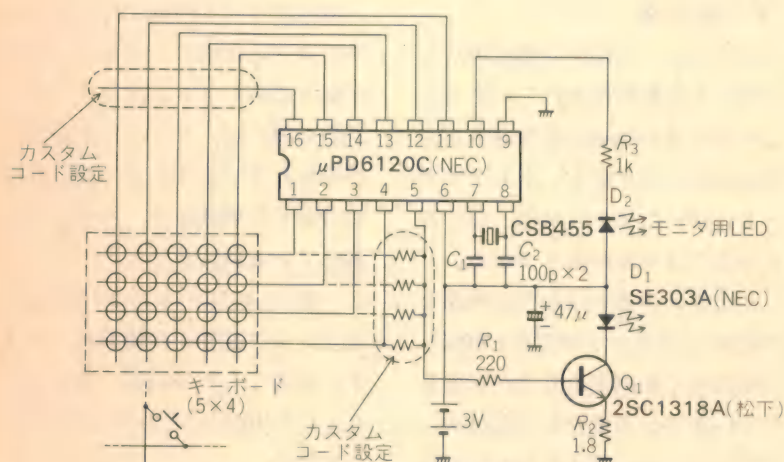 カスタム
コード設定
16 15 14 13 12 11 10 9
μPD6120C(NEC)
1 2 3 4 5 6 7 8
R3
1k
D2
モニタ用LED
CSB455
C1
C2
100p×2
D1
SE303A(NEC)
+
47μ
−
R1
220
Q1
2SC1318A(松下)
R2
1.8
3V
キーボード
(5×4)
カスタム
コード設定